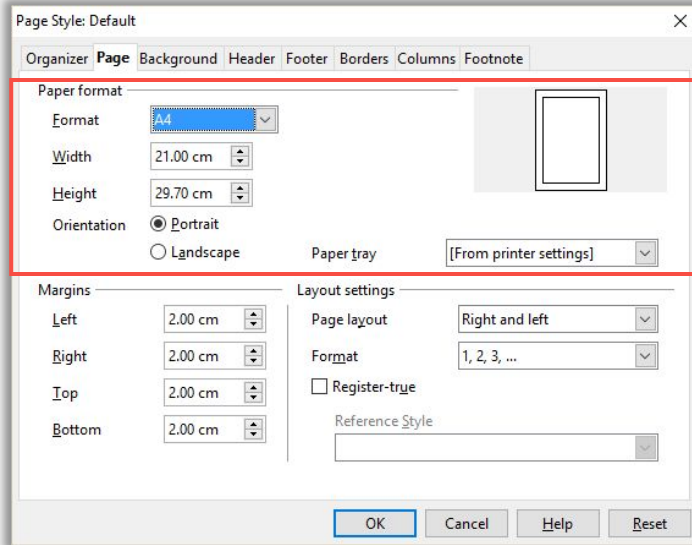 Page Style: Default
Organizer Page Background Header Footer Borders Columns Footnote
Paper format
Format A4
Width 21.00 cm
Height 29.70 cm
Orientation Portrait
Landscape Paper tray [From printer settings]
Margins Layout settings
Left 2.00 cm Page layout Right and left
Right 2.00 cm Format 1, 2, 3, ...
Top 2.00 cm Register-true
Bottom 2.00 cm Reference Style
OK Cancel Help Reset